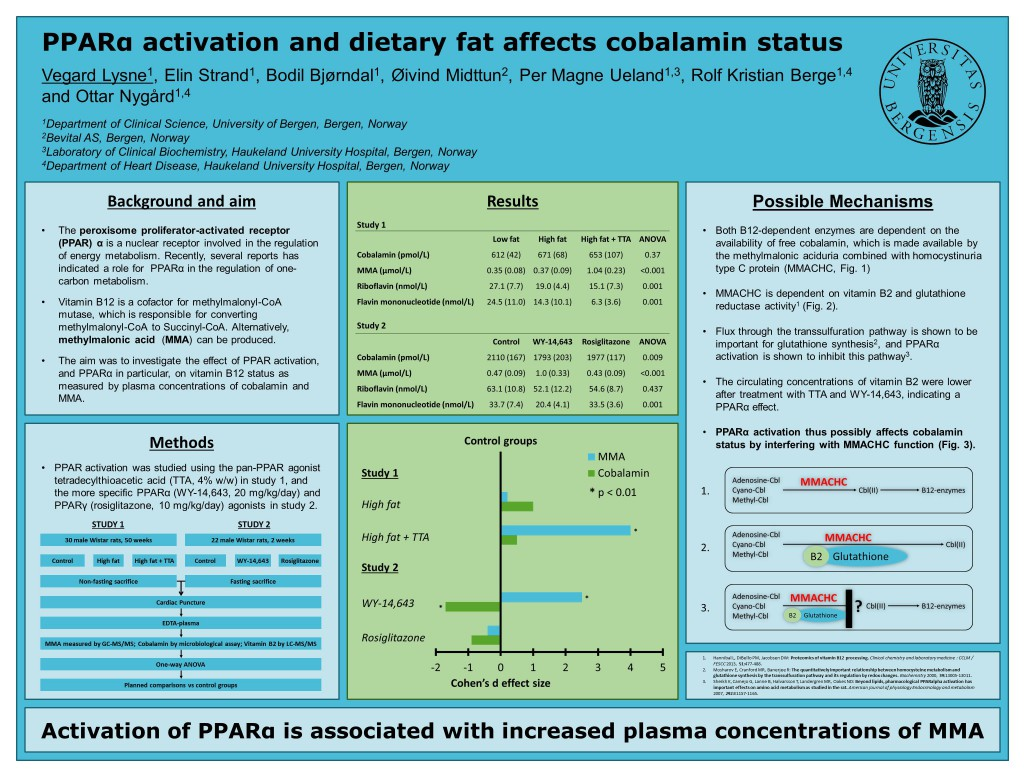 PPARα activation and dietary fat affects cobalamin status
Vegard Lysne1, Elin Strand1, Bodil Bjørndal1, Øivind Midttun2, Per Magne Ueland1,3, Rolf Kristian Berge1,4
and Ottar Nygård1,4
1Department of Clinical Science, University of Bergen, Bergen, Norway
2Bevital AS, Bergen, Norway
3Laboratory of Clinical Biochemistry, Haukeland University Hospital, Bergen, Norway
4Department of Heart Disease, Haukeland University Hospital, Bergen, Norway
UNIVERSITAS BERGENSIS
Background and aim
• The peroxisome proliferator-activated receptor
(PPAR) α is a nuclear receptor involved in the regulation
of energy metabolism. Recently, several reports has
indicated a role for PPARα in the regulation of one-
carbon metabolism.
• Vitamin B12 is a cofactor for methylmalonyl-CoA
mutase, which is responsible for converting
methylmalonyl-CoA to Succinyl-CoA. Alternatively,
methylmalonic acid (MMA) can be produced.
• The aim was to investigate the effect of PPAR activation,
and PPARα in particular, on vitamin B12 status as
measured by plasma concentrations of cobalamin and
MMA.
Methods
• PPAR activation was studied using the pan-PPAR agonist
tetradecylthioacetic acid (TTA, 4% w/w) in study 1, and
the more specific PPARα (WY-14,643, 20 mg/kg/day) and
PPARγ (rosiglitazone, 10 mg/kg/day) agonists in study 2.
STUDY 1 STUDY 2
30 male Wistar rats, 50 weeks 22 male Wistar rats, 2 weeks
Control High fat High fat + TTA Control WY-14,643 Rosiglitazone
Non-fasting sacrifice Fasting sacrifice
Cardiac Puncture
EDTA-plasma
MMA measured by GC-MS/MS; Cobalamin by microbiological assay; Vitamin B2 by LC-MS/MS
One-way ANOVA
Planned comparisons vs control groups
Results
Study 1
Low fat High fat High fat + TTA ANOVA
Cobalamin (pmol/L) 612 (42) 671 (68) 653 (107) 0.37
MMA (µmol/L) 0.35 (0.08) 0.37 (0.09) 1.04 (0.23) <0.001
Riboflavin (nmol/L) 27.1 (7.7) 19.0 (4.4) 15.1 (7.3) 0.001
Flavin mononucleotide (nmol/L) 24.5 (11.0) 14.3 (10.1) 6.3 (3.6) 0.001
Study 2
Control WY-14,643 Rosiglitazone ANOVA
Cobalamin (pmol/L) 2110 (167) 1793 (203) 1977 (117) 0.009
MMA (µmol/L) 0.47 (0.09) 1.0 (0.33) 0.43 (0.09) <0.001
Riboflavin (nmol/L) 63.1 (10.8) 52.1 (12.2) 54.6 (8.7) 0.437
Flavin mononucleotide (nmol/L) 33.7 (7.4) 20.4 (4.1) 33.5 (3.6) 0.001
Control groups
MMA
Cobalamin
* p < 0.01
Study 1
High fat
High fat + TTA *
Study 2
WY-14,643 * *
Rosiglitazone
-2 -1 0 1 2 3 4 5
Cohen's d effect size
Possible Mechanisms
• Both B12-dependent enzymes are dependent on the
availability of free cobalamin, which is made available by
the methylmalonic aciduria combined with homocystinuria
type C protein (MMACHC, Fig. 1)
• MMACHC is dependent on vitamin B2 and glutathione
reductase activity1 (Fig. 2).
• Flux through the transsulfuration pathway is shown to be
important for glutathione synthesis2, and PPARα
activation is shown to inhibit this pathway3.
• The circulating concentrations of vitamin B2 were lower
after treatment with TTA and WY-14,643, indicating a
PPARα effect.
• PPARα activation thus possibly affects cobalamin
status by interfering with MMACHC function (Fig. 3).
1.
Adenosine-Cbl
Cyano-Cbl
Methyl-Cbl
MMACHC
Cbl(II) B12-enzymes
2.
Adenosine-Cbl
Cyano-Cbl
Methyl-Cbl
MMACHC
B2 Glutathione
Cbl(II)
3.
Adenosine-Cbl
Cyano-Cbl
Methyl-Cbl
MMACHC
B2 Glutathione
? Cbl(II) B12-enzymes
Activation of PPARα is associated with increased plasma concentrations of MMA